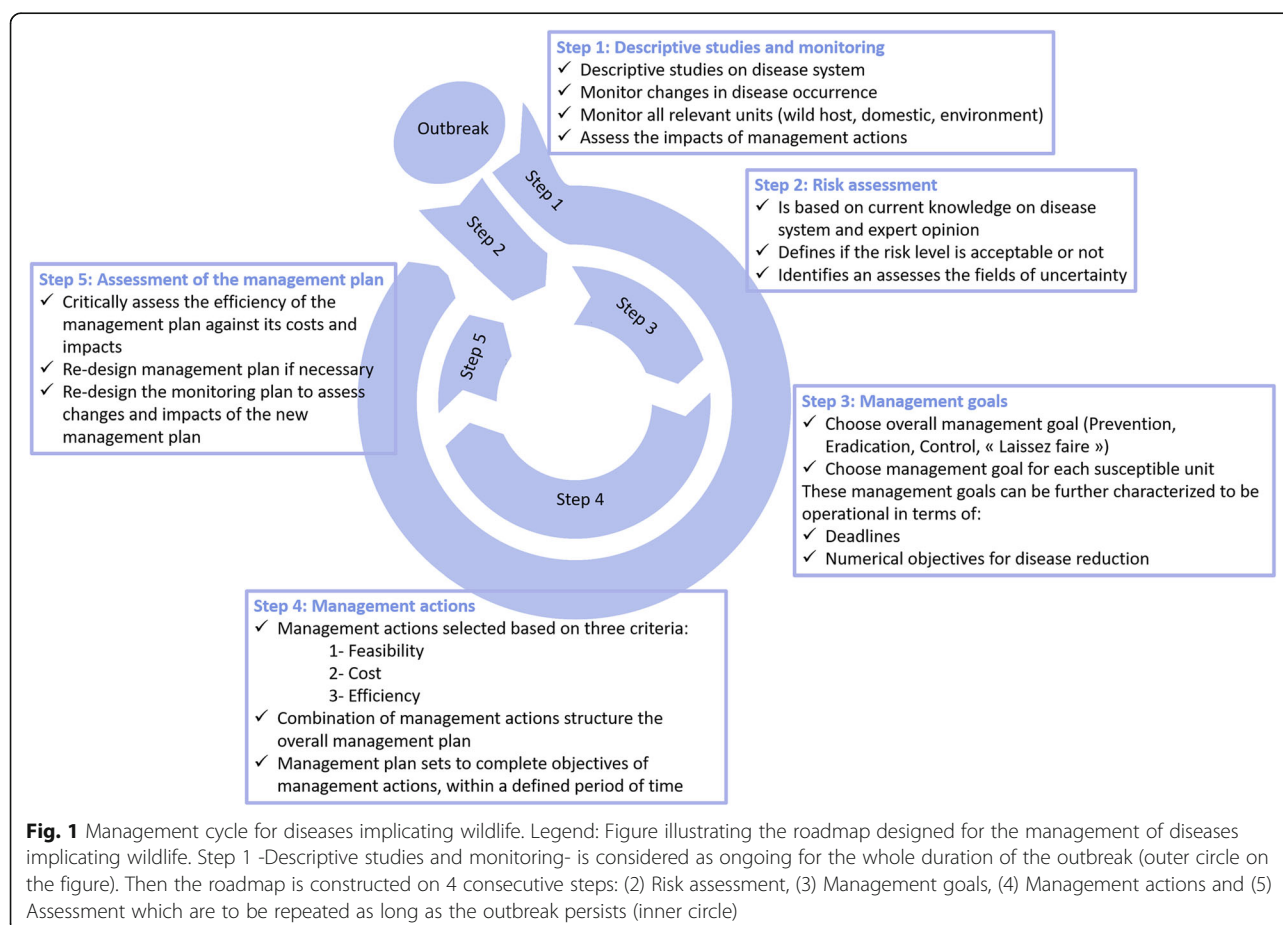 Step 1: Descriptive studies and monitoring
✓ Descriptive studies on disease system
✓ Monitor changes in disease occurrence
✓ Monitor all relevant units (wild host, domestic, environment)
✓ Assess the impacts of management actions
Outbreak
Step 1
Step 2
Step 3
Step 4
Step 5
Step 2: Risk assessment
✓ Is based on current knowledge on disease
system and expert opinion
✓ Defines if the risk level is acceptable or not
✓ Identifies an assesses the fields of uncertainty
Step 5: Assessment of the management plan
✓ Critically assess the efficiency of the
management plan against its costs and
impacts
✓ Re-design management plan if necessary
✓ Re-design the monitoring plan to assess
changes and impacts of the new
management plan
Step 3: Management goals
✓ Choose overall management goal (Prevention,
Eradication, Control, « Laissez faire »)
✓ Choose management goal for each susceptible unit
These management goals can be further characterized to be
operational in terms of:
✓ Deadlines
✓ Numerical objectives for disease reduction
Step 4: Management actions
✓ Management actions selected based on three criteria:
1- Feasibility
2- Cost
3- Efficiency
✓ Combination of management actions structure the
overall management plan
✓ Management plan sets to complete objectives of
management actions, within a defined period of time
Fig. 1 Management cycle for diseases implicating wildlife. Legend: Figure illustrating the roadmap designed for the management of diseases
implicating wildlife. Step 1 -Descriptive studies and monitoring- is considered as ongoing for the whole duration of the outbreak (outer circle on
the figure). Then the roadmap is constructed on 4 consecutive steps: (2) Risk assessment, (3) Management goals, (4) Management actions and (5)
Assessment which are to be repeated as long as the outbreak persists (inner circle)